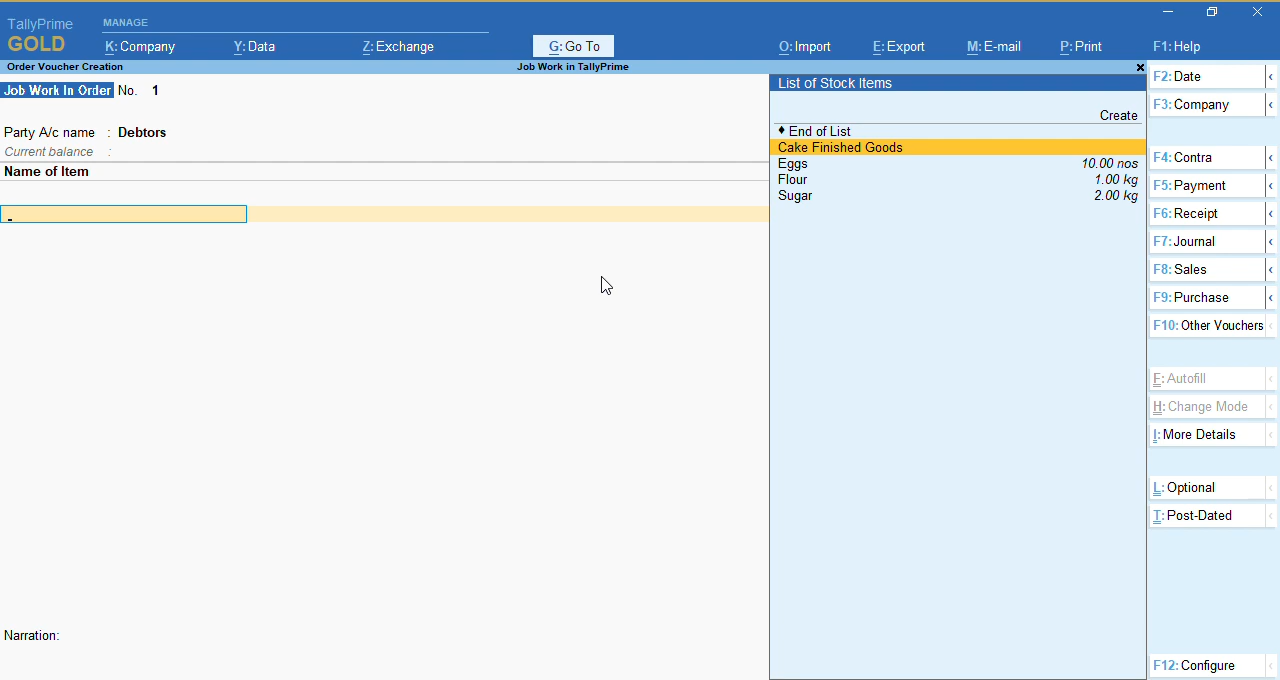 TallyPrime
GOLD
MANAGE
K: Company
Y: Data
Z: Exchange
G: Go To
O: Import
E: Export
M: E-mail
P: Print
F1: Help
Order Voucher Creation
Job Work in TallyPrime
Job Work In Order No. 1
Party A/c name : Debtors
Current balance :
Name of Item
Narration:
List of Stock Items
Create
♦ End of List
Cake Finished Goods
Eggs 10.00 nos
Flour 1.00 kg
Sugar 2.00 kg
F2: Date
F3: Company
F4: Contra
F5: Payment
F6: Receipt
F7: Journal
F8: Sales
F9: Purchase
F10: Other Vouchers
F: Autofill
H: Change Mode
I: More Details
L: Optional
T: Post-Dated
F12: Configure